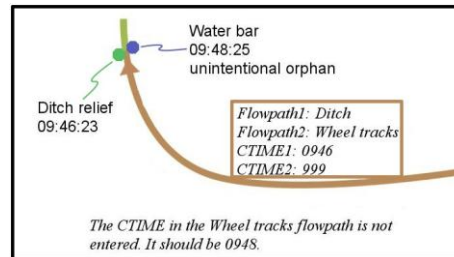 Water bar
09:48:25
unintentional orphan
Ditch relief
09:46:23
Flowpath1: Ditch
Flowpath2: Wheel tracks
CTIME1: 0946
CTIME2: 999
The CTIME in the Wheel tracks flowpath is not
entered. It should be 0948.